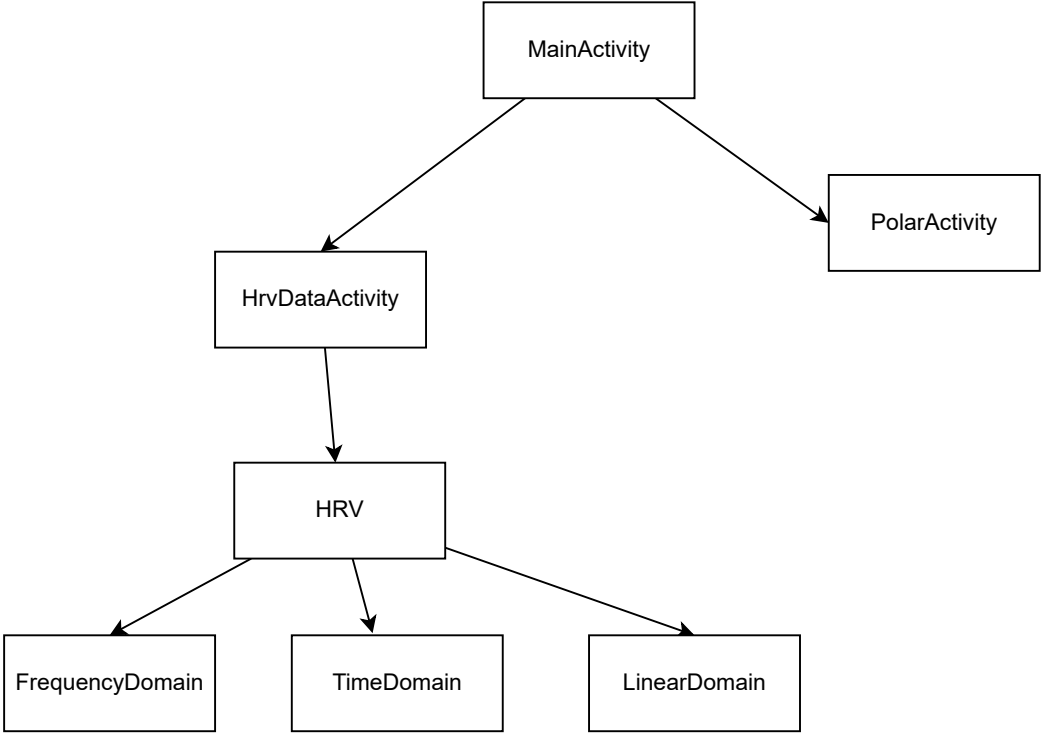 MainActivity
PolarActivity
HrvDataActivity
HRV
FrequencyDomain
TimeDomain
LinearDomain